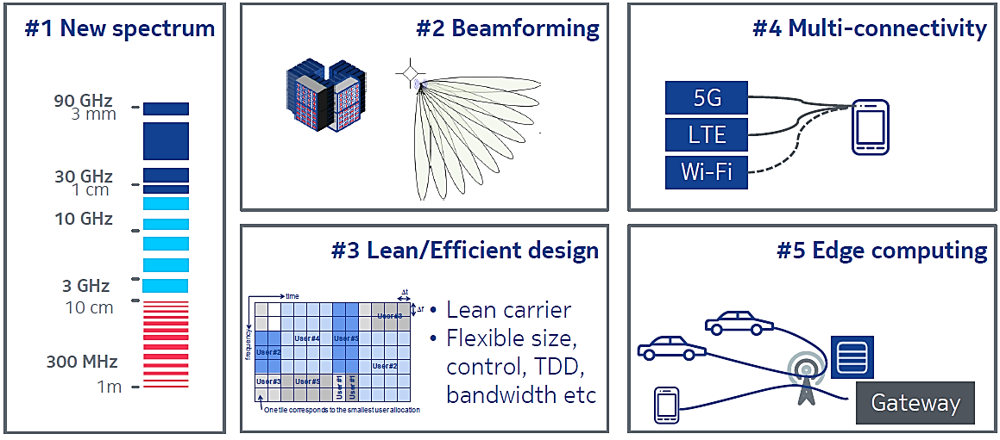 #1 New spectrum
90 GHz
3 mm
30 GHz
1 cm
10 GHz
3 GHz
10 cm
300 MHz
1m
#2 Beamforming
#3 Lean/Efficient design
time
Δt
Δf
frequency
User#3
User#4
User#5
User#2
User#2
User#3
User#5
User#1
User#1
One tile corresponds to the smallest user allocation
• Lean carrier
• Flexible size,
control, TDD,
bandwidth etc
#4 Multi-connectivity
5G
LTE
Wi-Fi
#5 Edge computing
Gateway